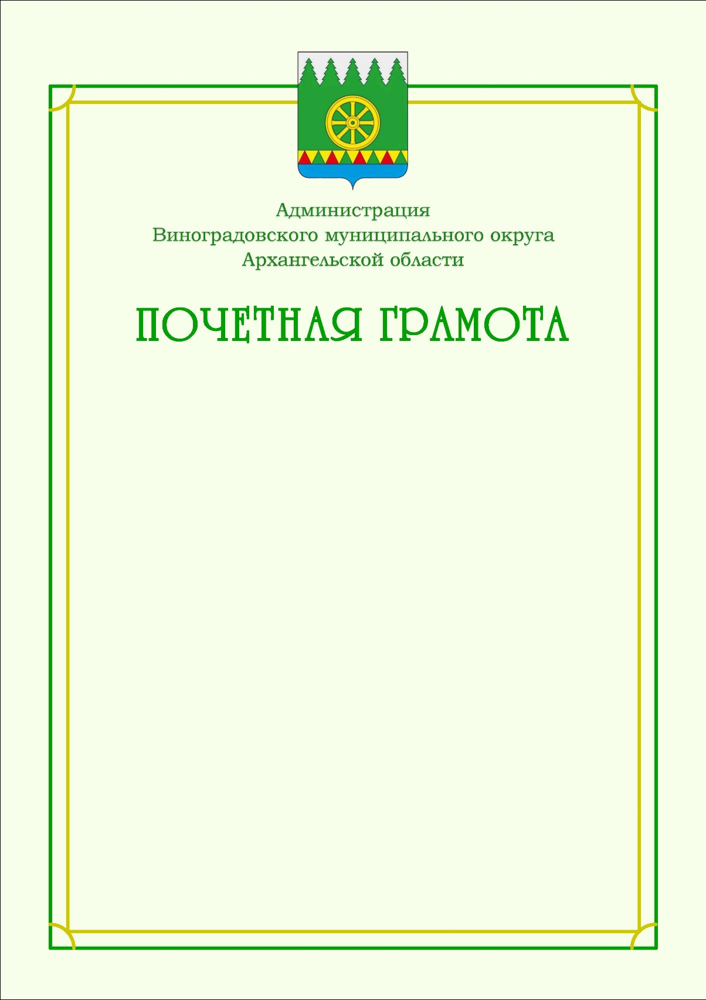 Администрация
Виноградовского муниципального округа
Архангельской области
ПОЧЕТНАЯ ГРАМОТА